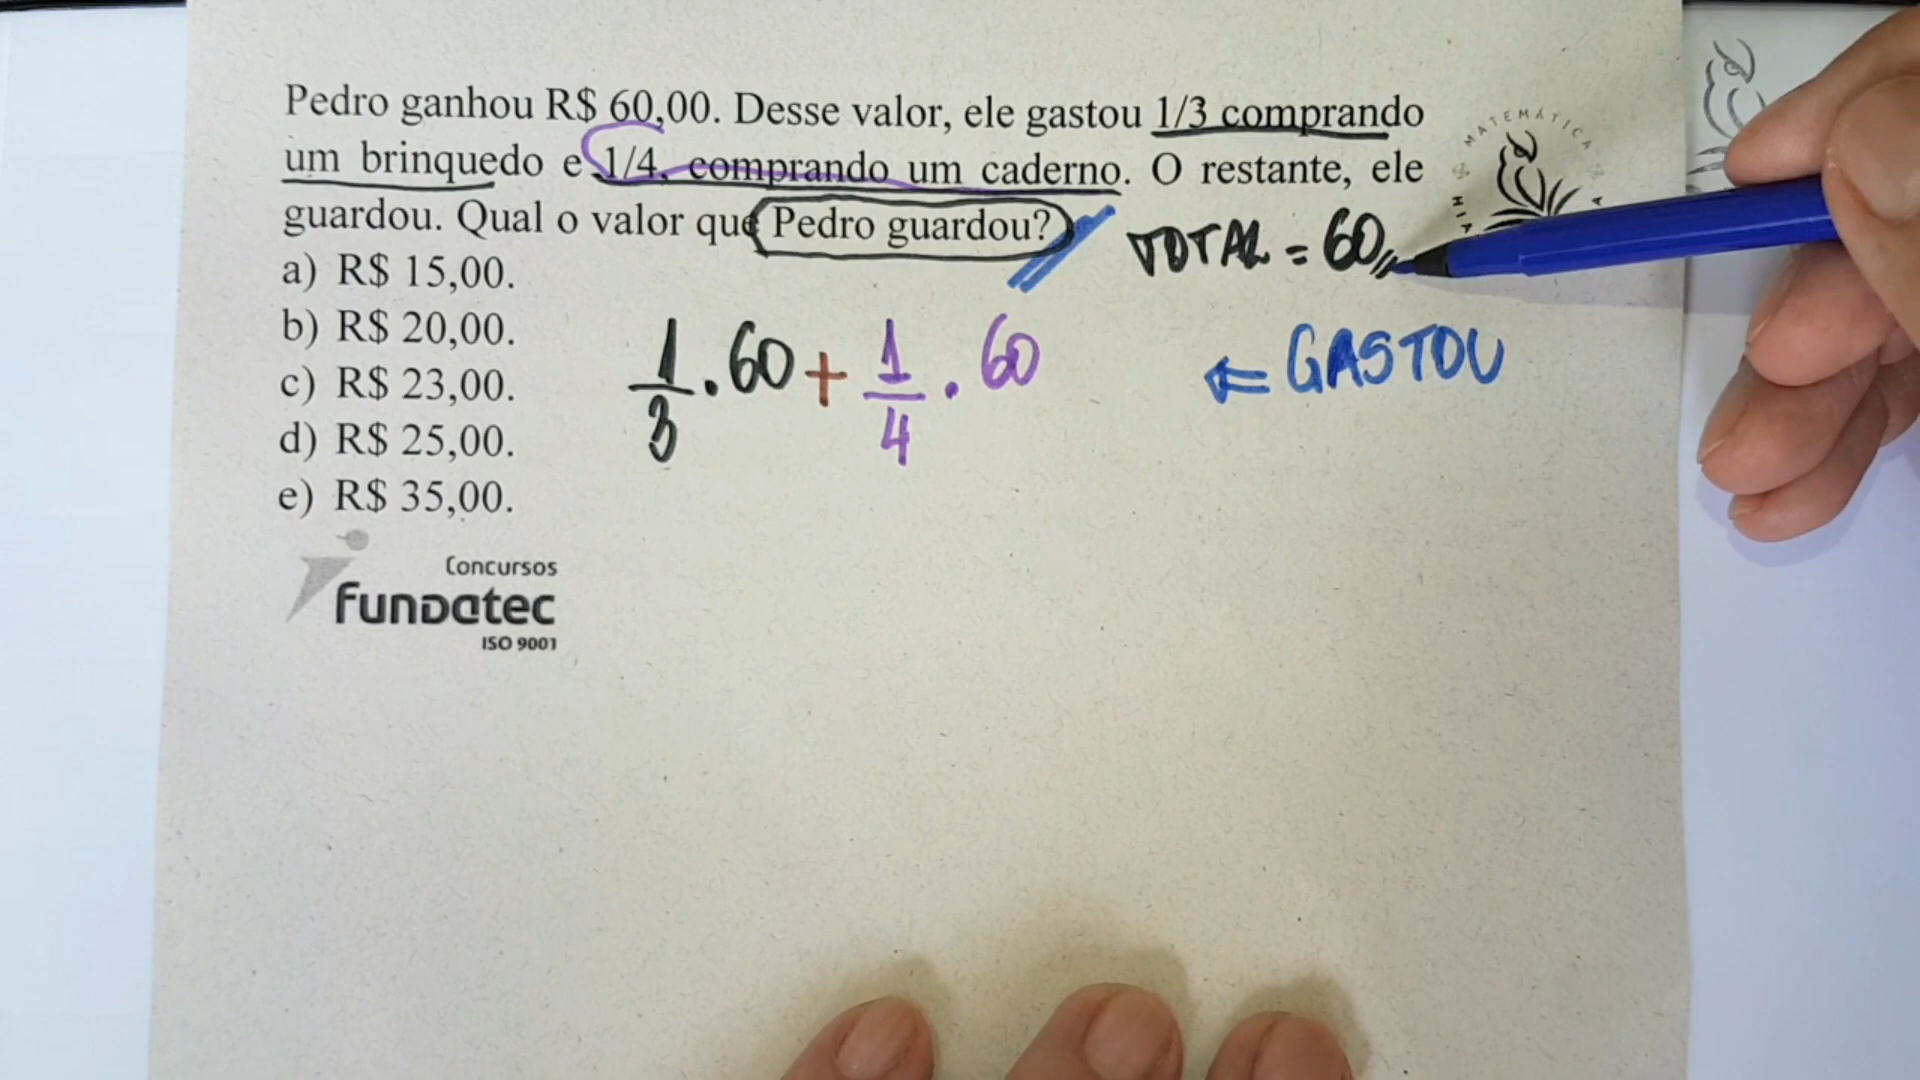 Pedro ganhou R$ 60,00. Desse valor, ele gastou 1/3 comprando
um brinquedo e 1/4, comprando um caderno. O restante, ele
guardou. Qual o valor que Pedro guardou?
TOTAL = 60
a) R$ 15,00.
b) R$ 20,00.
c) R$ 23,00.
d) R$ 25,00.
e) R$ 35,00.
1/3 . 60 + 1/4 . 60
⇐ GASTOU
MATEMÁTICA
Concursos
Fundatec
ISO 9001